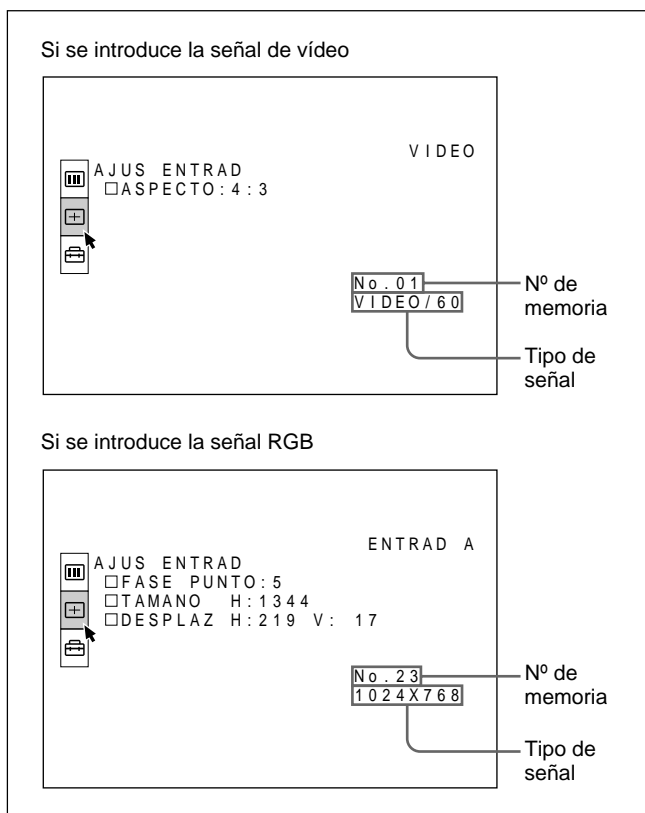 Si se introduce la señal de vídeo
VIDEO
AJUS ENTRAD
□ASPECTO:4:3
No.01
VIDEO/60
Nº de
memoria
Tipo de
señal
Si se introduce la señal RGB
ENTRAD A
AJUS ENTRAD
□FASE PUNTO:5
□TAMANO H:1344
□DESPLAZ H:219 V: 17
No.23
1024X768
Nº de
memoria
Tipo de
señal